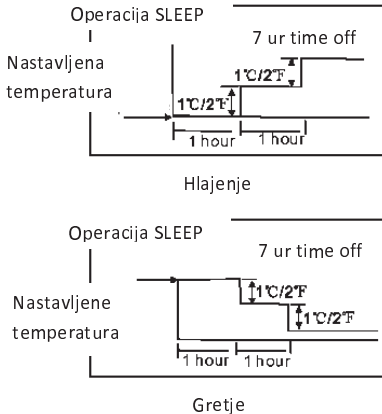 Operacija SLEEP
7 ur time off
Nastavljena
temperatura
1℃/2℉
1℃/2℉
1 hour
1 hour
Hlajenje
Operacija SLEEP
7 ur time off
1℃/2℉
Nastavljene
temperatura
1℃/2℉
1 hour
1 hour
Gretje